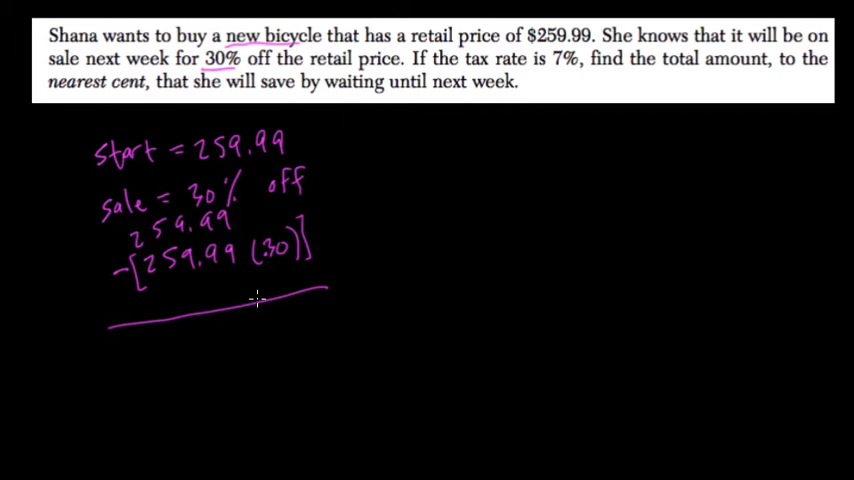 Shana wants to buy a new bicycle that has a retail price of $259.99. She knows that it will be on
sale next week for 30% off the retail price. If the tax rate is 7%, find the total amount, to the
nearest cent, that she will save by waiting until next week.
start = 259.99
sale = 30% off
259.99
-[259.99 (.30)]